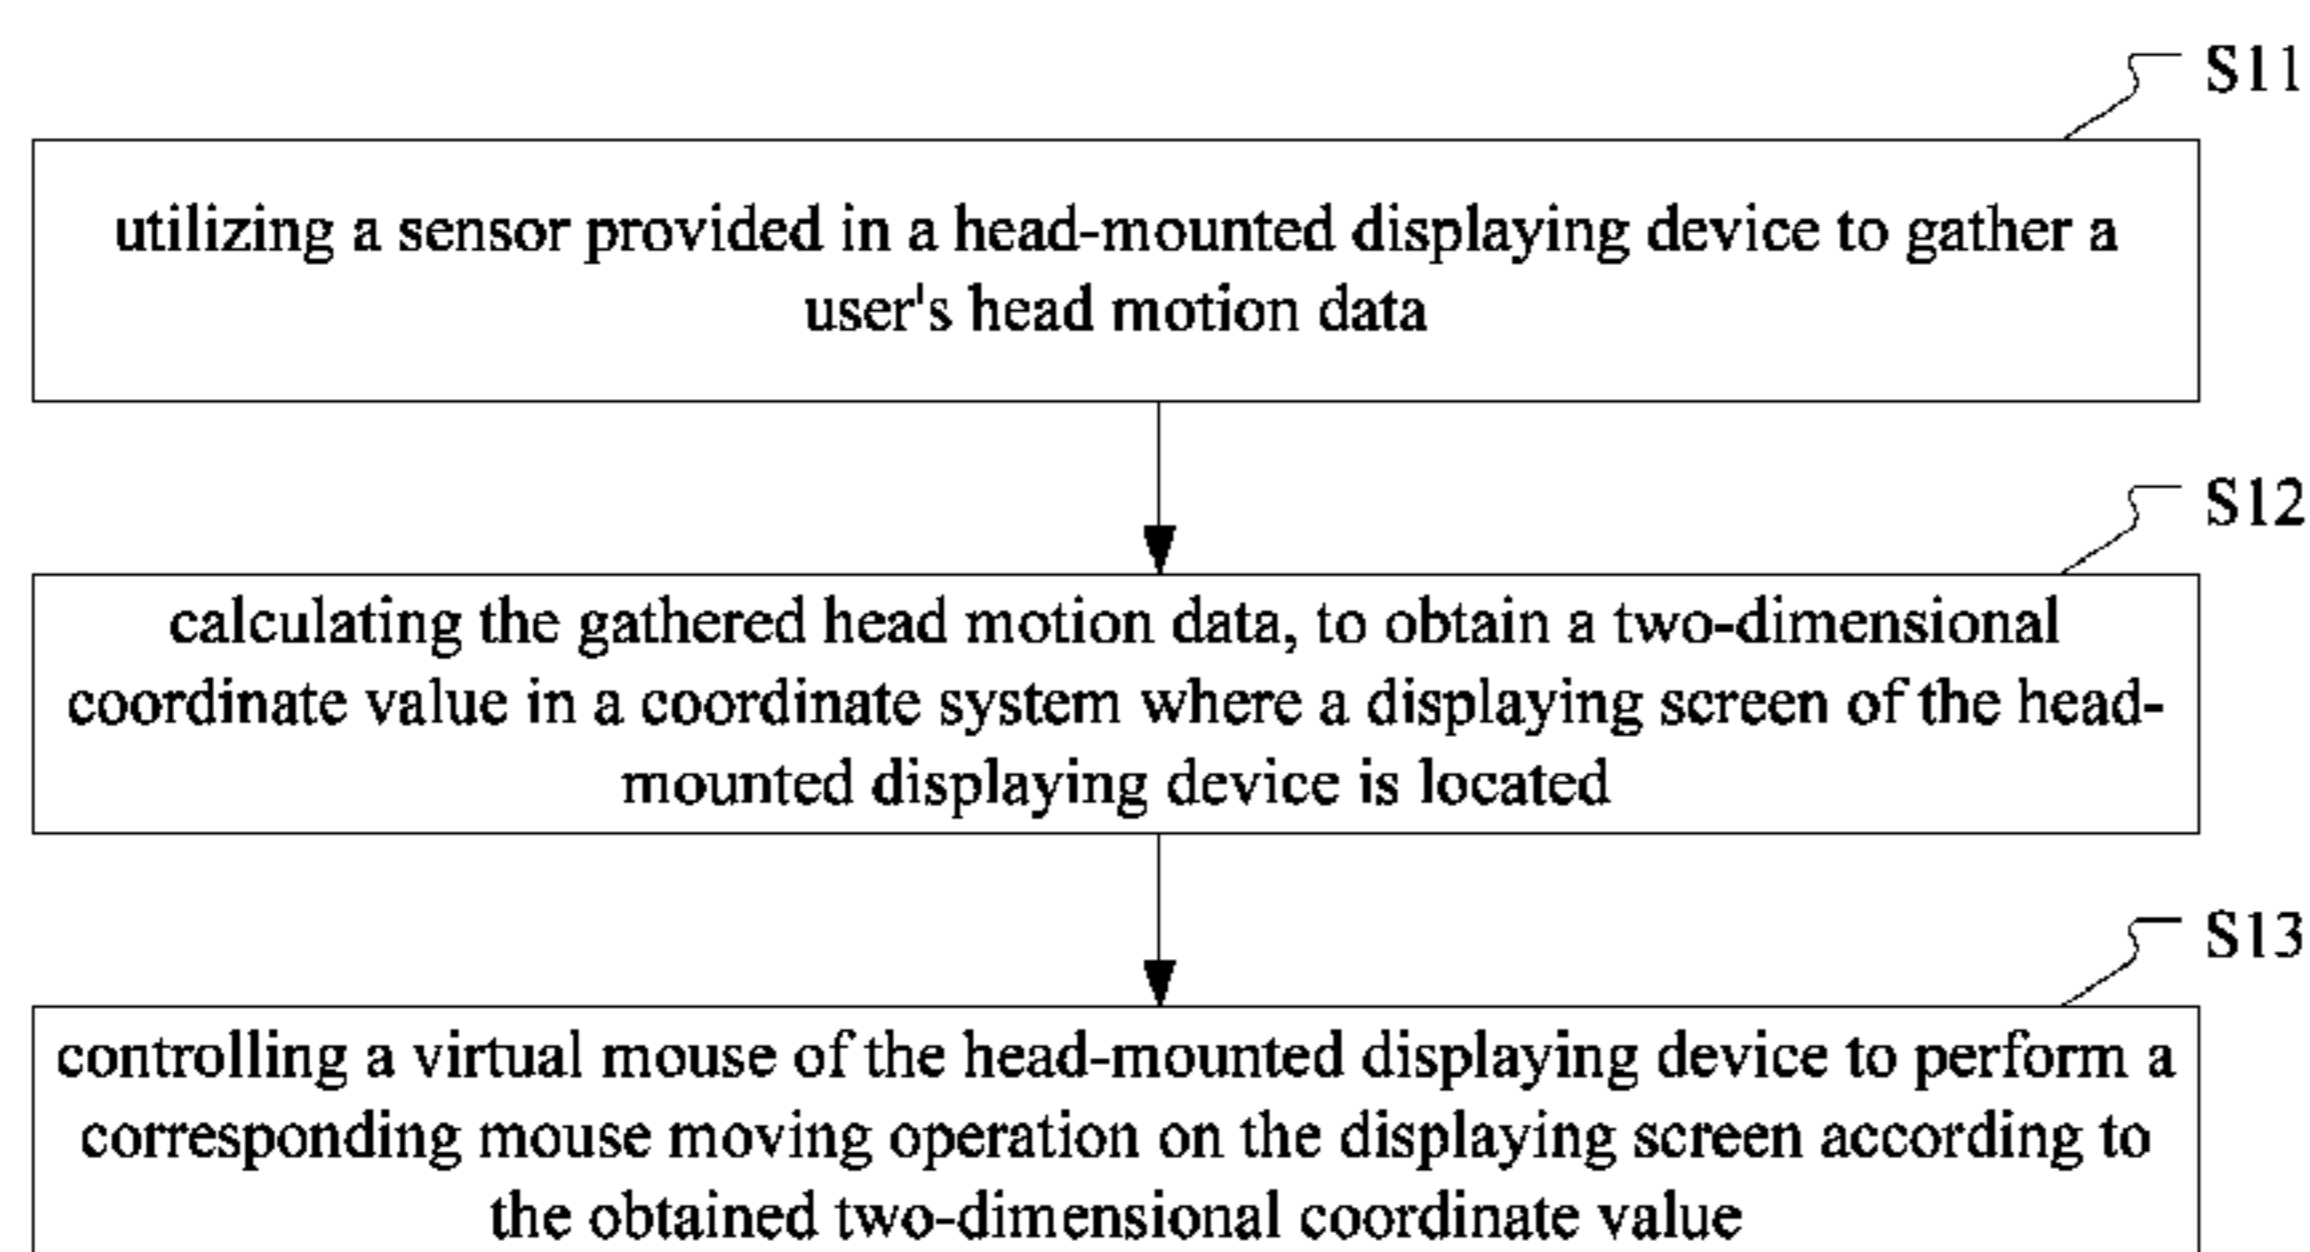 S11
utilizing a sensor provided in a head-mounted displaying device to gather a
user's head motion data
S12
calculating the gathered head motion data, to obtain a two-dimensional
coordinate value in a coordinate system where a displaying screen of the head-
mounted displaying device is located
S13
controlling a virtual mouse of the head-mounted displaying device to perform a
corresponding mouse moving operation on the displaying screen according to
the obtained two-dimensional coordinate value